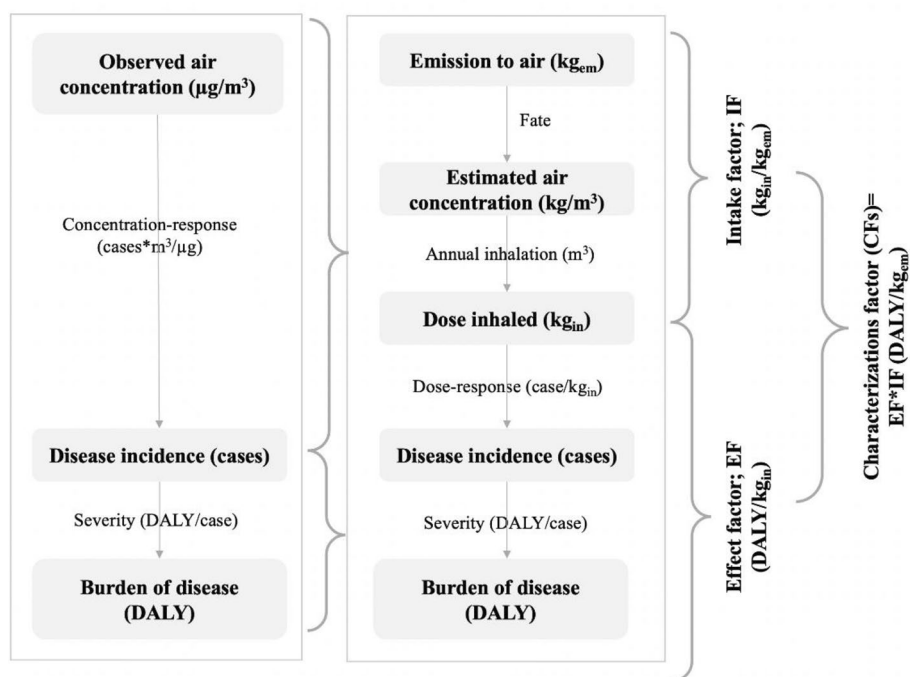 Observed air
concentration (µg/m³)
Concentration-response
(cases*m³/µg)
Disease incidence (cases)
Severity (DALY/case)
Burden of disease
(DALY)
Emission to air (kgₑₘ)
Fate
Estimated air
concentration (kg/m³)
Annual inhalation (m³)
Dose inhaled (kgᵢₙ)
Dose-response (case/kgᵢₙ)
Disease incidence (cases)
Severity (DALY/case)
Burden of disease
(DALY)
Intake factor; IF
(kgᵢₙ/kgₑₘ)
Effect factor; EF
(DALY/kgᵢₙ)
Characterizations factor (CFs)=
EF*IF (DALY/kgₑₘ)